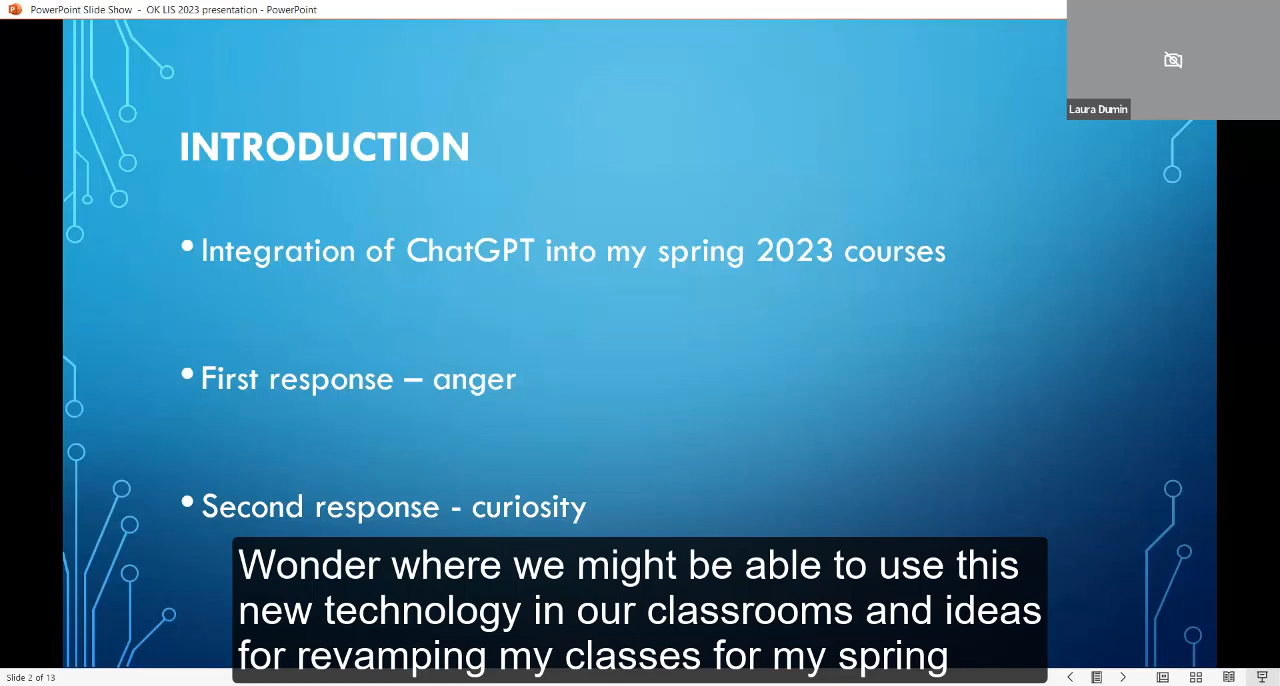 PowerPoint Slide Show - OK LIS 2023 presentation - PowerPoint
Laura Dumin
INTRODUCTION
• Integration of ChatGPT into my spring 2023 courses
• First response – anger
• Second response - curiosity
Wonder where we might be able to use this
new technology in our classrooms and ideas
for revamping my classes for my spring
Slide 2 of 13